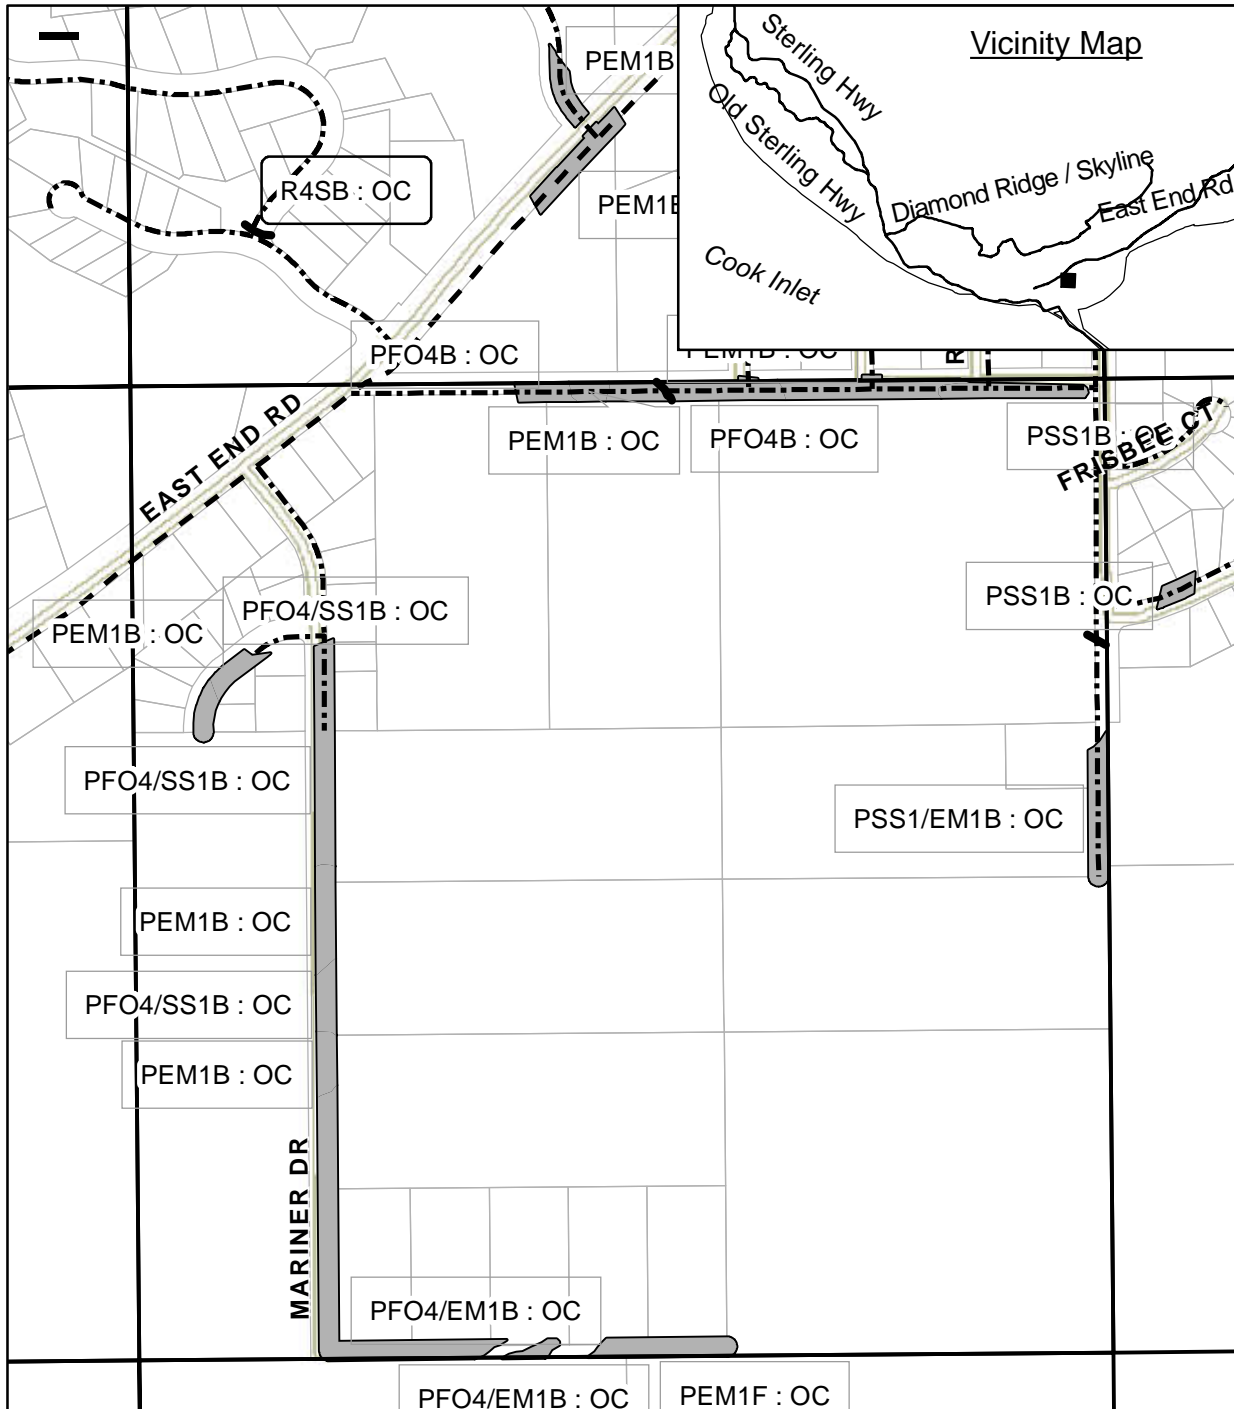 Vicinity Map
Sterling Hwy
Old Sterling Hwy
Diamond Ridge / Skyline
East End Rd
Cook Inlet
PEM1B
R4SB : OC
PFO4B : OC
PEM1B : OC
R
PEM1B : OC
PFO4B : OC
PSS1B : OC
FRISBEE CT
EAST END RD
PFO4/SS1B : OC
PSS1B : OC
PEM1B : OC
PFO4/SS1B : OC
PSS1/EM1B : OC
PEM1B : OC
PFO4/SS1B : OC
PEM1B : OC
MARINER DR
PFO4/EM1B : OC
PFO4/EM1B : OC
PEM1F : OC